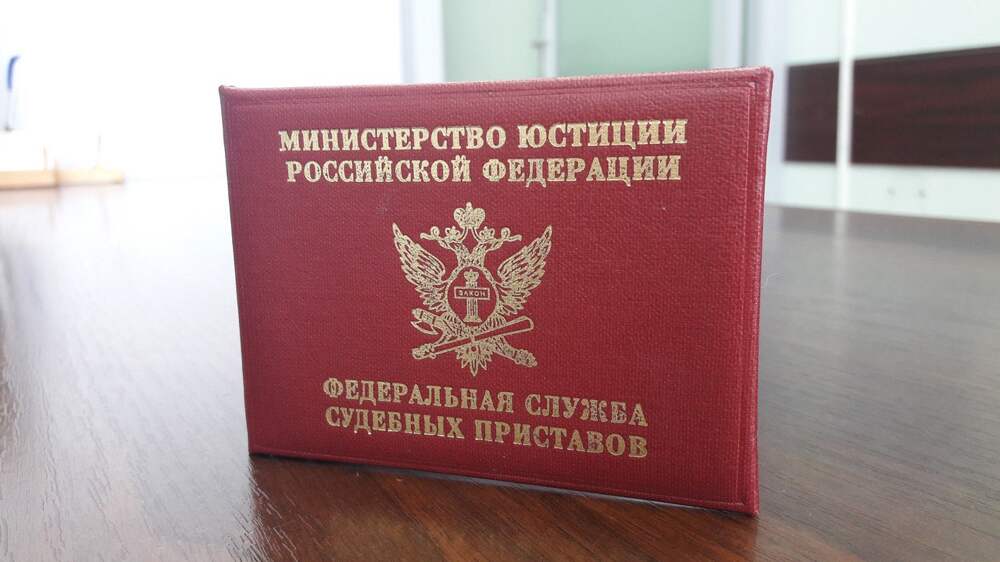 МИНИСТЕРСТВО ЮСТИЦИИ
РОССИЙСКОЙ ФЕДЕРАЦИИ
ЗАКОН
ФЕДЕРАЛЬНАЯ СЛУЖБА
СУДЕБНЫХ ПРИСТАВОВ